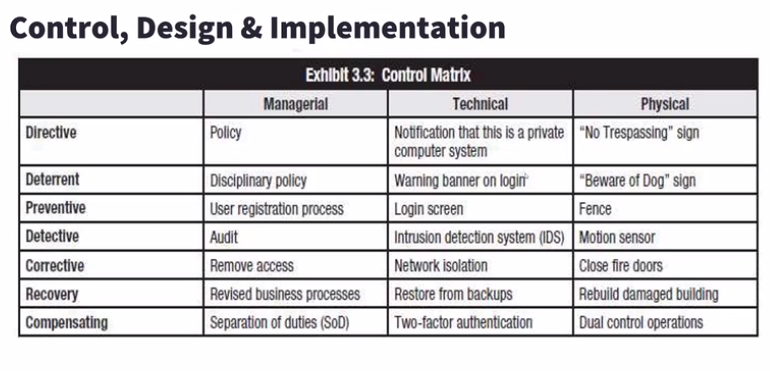 Control, Design & Implementation
Exhibit 3.3: Control Matrix
Managerial Technical Physical
Directive Policy Notification that this is a private "No Trespassing" sign
computer system
Deterrent Disciplinary policy Warning banner on login "Beware of Dog" sign
Preventive User registration process Login screen Fence
Detective Audit Intrusion detection system (IDS) Motion sensor
Corrective Remove access Network isolation Close fire doors
Recovery Revised business processes Restore from backups Rebuild damaged building
Compensating Separation of duties (SoD) Two-factor authentication Dual control operations